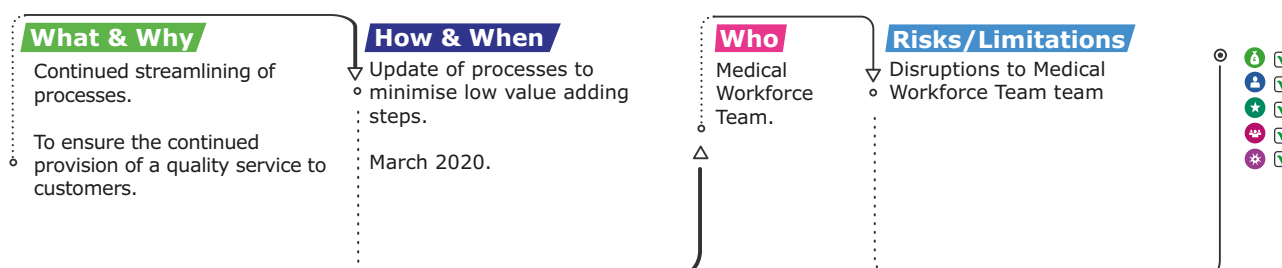 What & Why
Continued streamlining of
processes.
To ensure the continued
provision of a quality service to
customers.
How & When
Update of processes to
minimise low value adding
steps.
March 2020.
Who
Medical
Workforce
Team.
Risks/Limitations
Disruptions to Medical
Workforce Team team